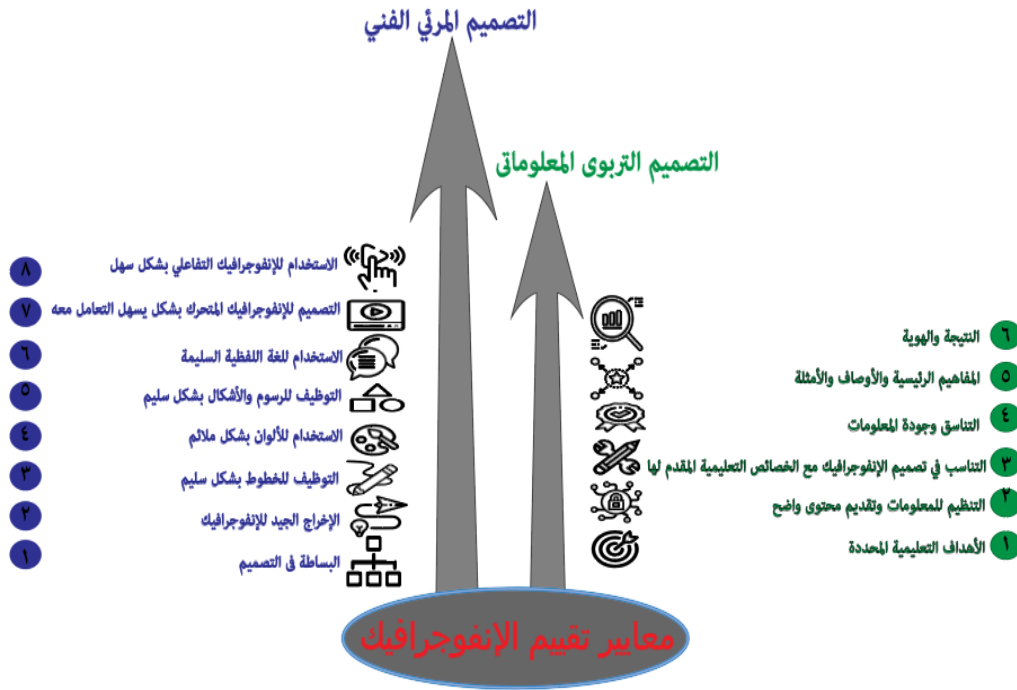 التصميم المرئي الفني
التصميم التربوى المعلوماتى
٦ النتيجة والهوية
٥ المفاهيم الرئيسية والأوصاف والأمثلة
٤ التناسق وجودة المعلومات
٣ التناسب في تصميم الإنفوجرافيك مع الخصائص التعليمية المقدم لها
٢ التنظيم للمعلومات وتقديم محتوى واضح
١ الأهداف التعليمية المحددة
الاستخدام للإنفوجرافيك التفاعلي بشكل سهل ٨
التصميم للإنفوجرافيك المتحرك بشكل يسهل التعامل معه ٧
الاستخدام للغة اللفظية السليمة ٦
التوظيف للرسوم والأشكال بشكل سليم ٥
الاستخدام للألوان بشكل ملائم ٤
التوظيف للخطوط بشكل سليم ٣
الإخراج الجيد للإنفوجرافيك ٢
البساطة فى التصميم ١
معايير تقييم الإنفوجرافيك